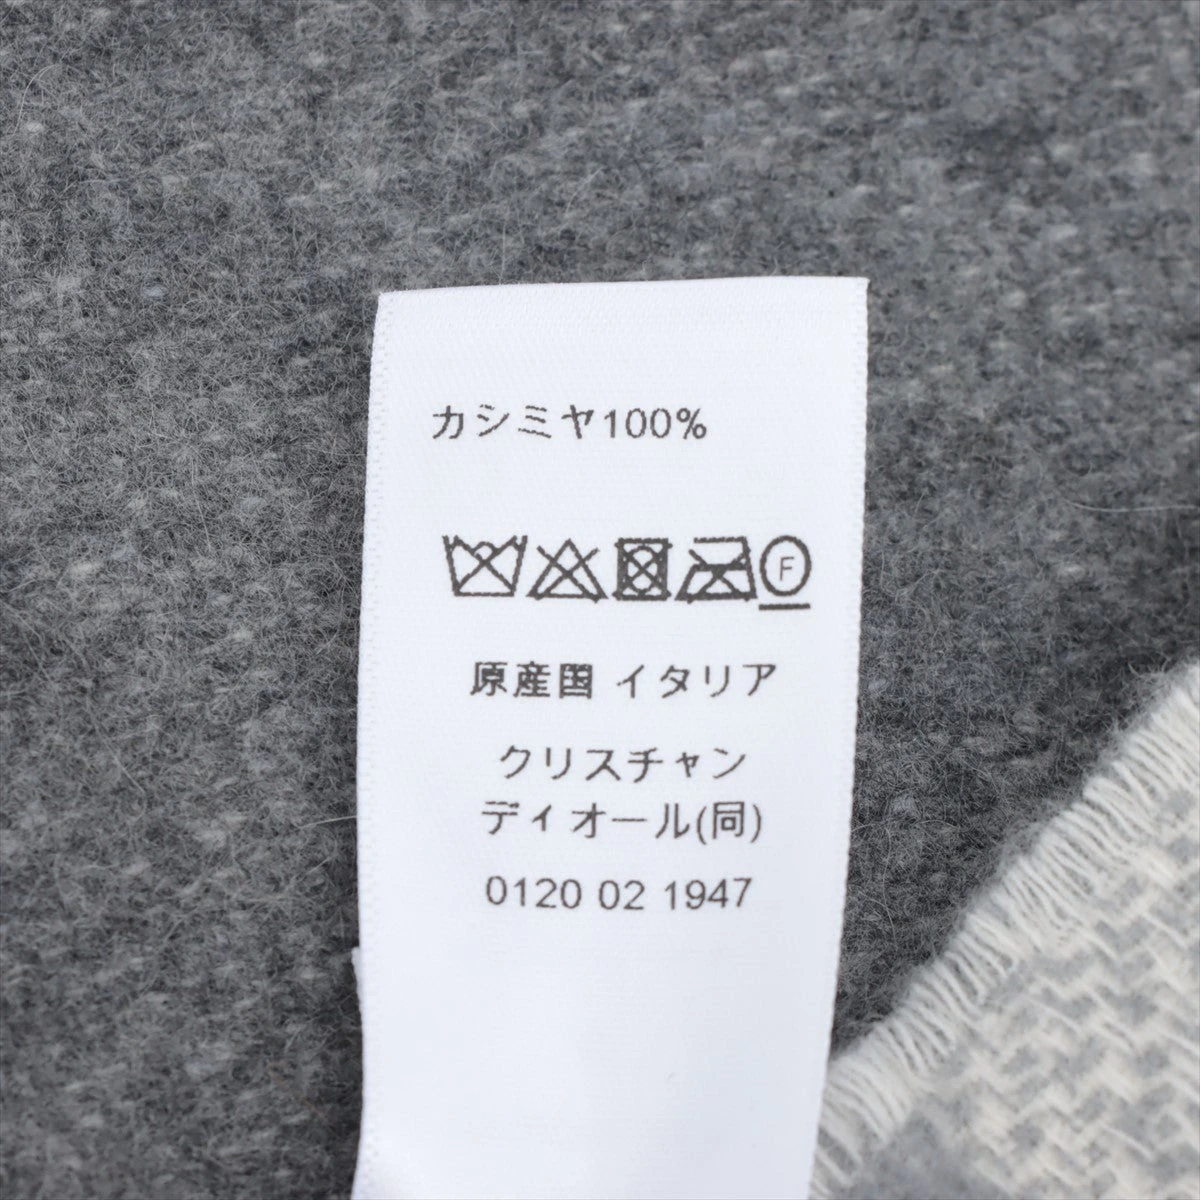 カシミヤ100%
F
原産国 イタリア
クリスチャン
ディオール(同)
0120 02 1947